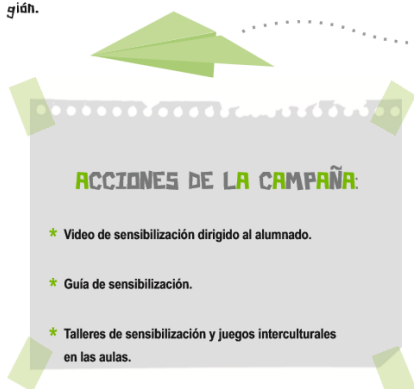 gión.
ACCIONES DE LA CAMPAÑA:
* Video de sensibilización dirigido al alumnado.
* Guía de sensibilización.
* Talleres de sensibilización y juegos interculturales
en las aulas.